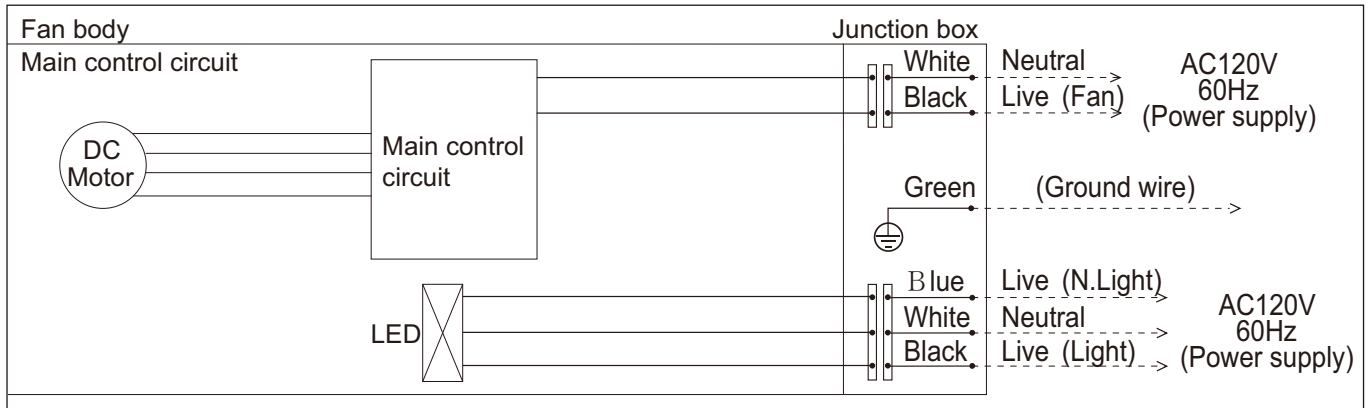 Fan body
Junction box
Main control circuit
White
Neutral
AC120V
60Hz
(Power supply)
Black
Live (Fan)
DC
Motor
Main control
circuit
Green
(Ground wire)
Blue
Live (N.Light)
LED
White
Neutral
AC120V
60Hz
(Power supply)
Black
Live (Light)